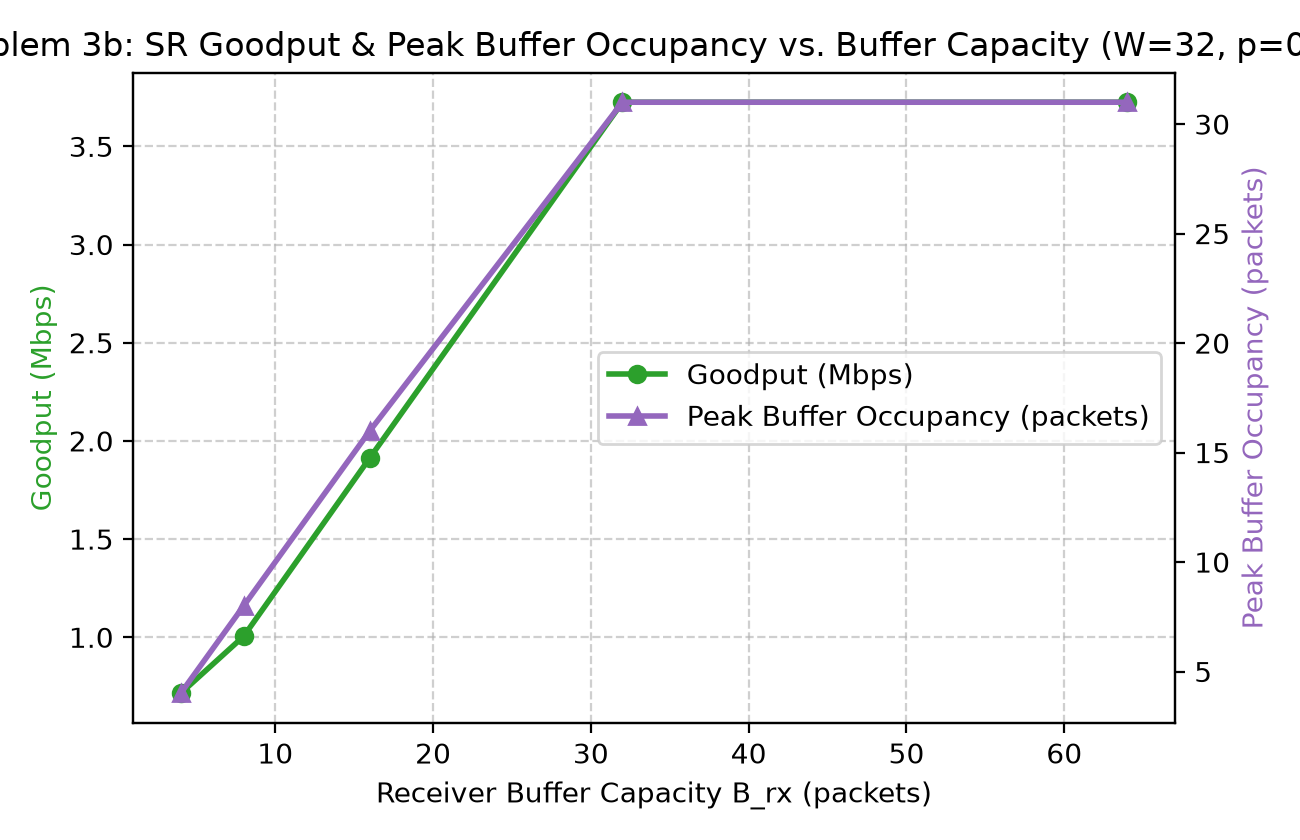 blem 3b: SR Goodput & Peak Buffer Occupancy vs. Buffer Capacity (W=32, p=0
Goodput (Mbps)
3.5
3.0
2.5
2.0
1.5
1.0
30
25
20
15
10
5
Peak Buffer Occupancy (packets)
Goodput (Mbps)
Peak Buffer Occupancy (packets)
10 20 30 40 50 60
Receiver Buffer Capacity B_rx (packets)